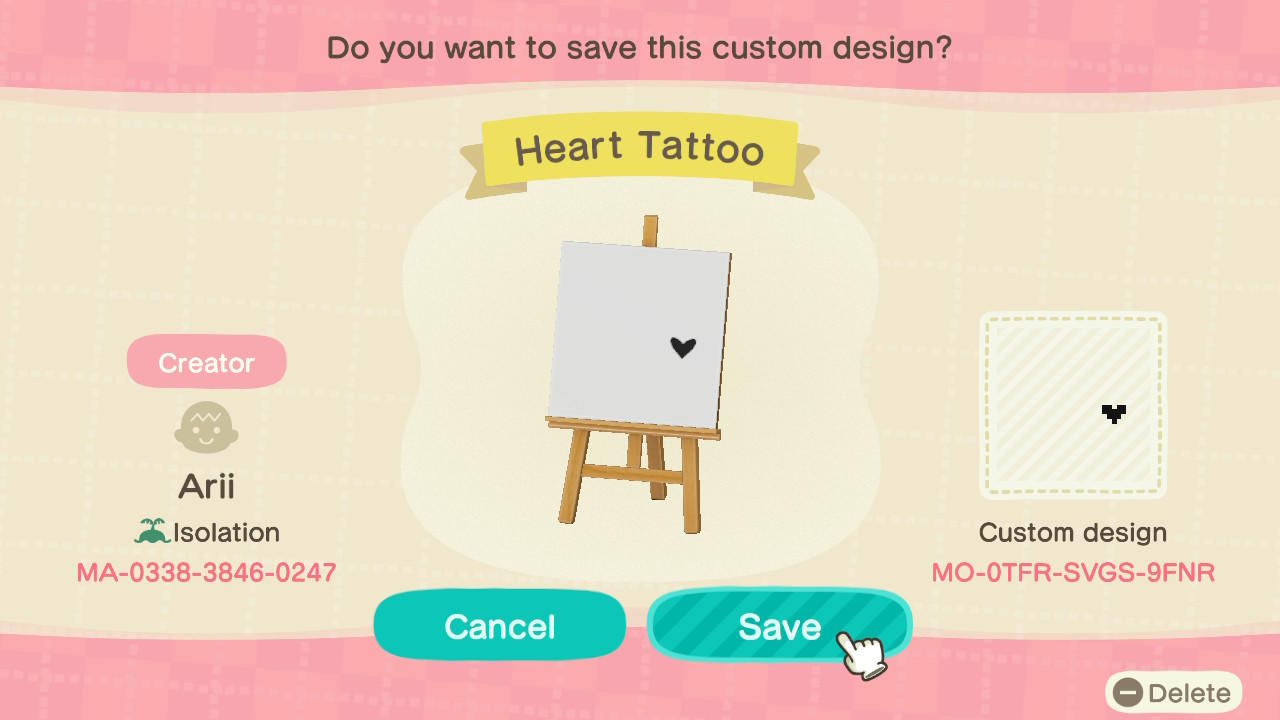 Do you want to save this custom design?
Heart Tattoo
Creator
Arii
Isolation
MA-0338-3846-0247
Custom design
MO-0TFR-SVGS-9FNR
Cancel
Save
Delete